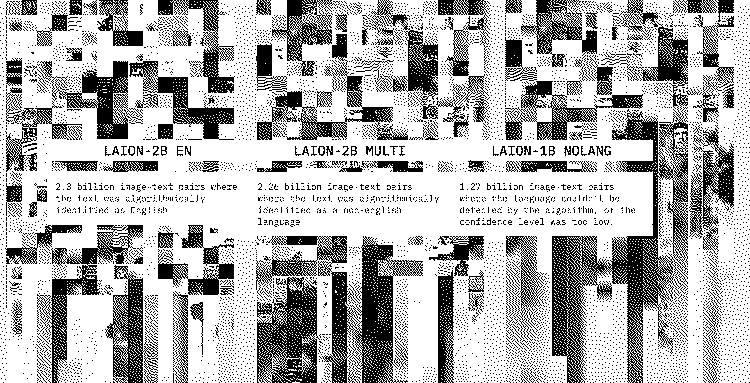 LAION-2B EN
2.3 billion image-text pairs where
the text was algorithmically
identified as English
LAION-2B MULTI
2.26 billion image-text pairs
where the text was algorithmically
identified as a non-english
language
LAION-1B NOLANG
1.27 billion image-text pairs
where the language couldn't be
detected by the algorithm, or the
confidence level was too low.